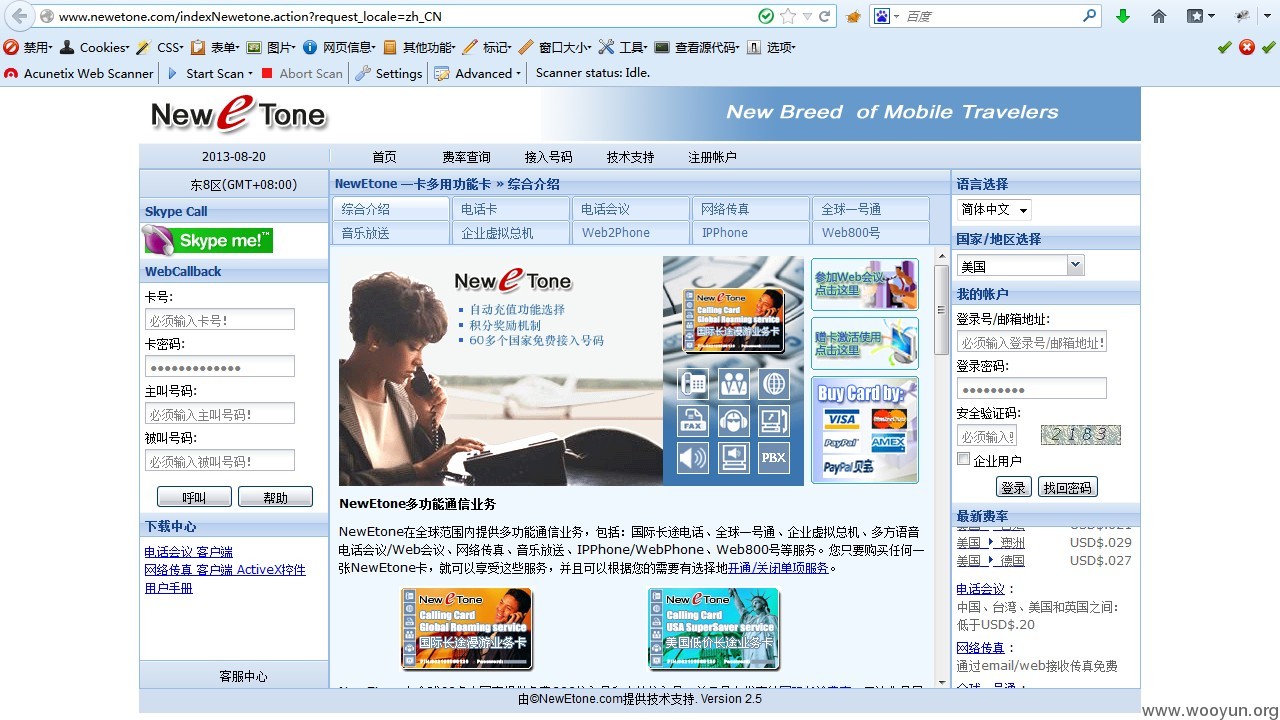 www.newetone.com/indexNewetone.action?request_locale=zh_CN
百度
禁用 Cookies CSS 表单 图片 网页信息 其他功能 标记 窗口大小 工具 查看源代码 选项
Acunetix Web Scanner Start Scan Abort Scan Settings Advanced Scanner status: Idle.
New e Tone
New Breed of Mobile Travelers
2013-08-20
首页 费率查询 接入号码 技术支持 注册帐户
东8区(GMT+08:00)
Skype Call
Skype me!™
WebCallback
卡号:
必须输入卡号!
卡密码:
•••••••••••••
主叫号码:
必须输入主叫号码!
被叫号码:
必须输入被叫号码!
呼叫 帮助
下载中心
电话会议 客户端
网络传真 客户端 ActiveX控件
用户手册
客服中心
NewEtone 一卡多用功能卡 » 综合介绍
综合介绍 电话卡 电话会议 网络传真 全球一号通
音乐放送 企业虚拟总机 Web2Phone IPPhone Web800号
New e Tone
自动充值功能选择
积分奖励机制
60多个国家免费接入号码
New e Tone
Calling Card
Global Roaming service
国际长途漫游业务卡
FAX
PBX
参加Web会议
点击这里
赠卡激活使用
点击这里
Buy Card by:
VISA MasterCard
PayPal AMEX
PayPal 贝宝
NewEtone多功能通信业务
NewEtone在全球范围内提供多功能通信业务，包括：国际长途电话、全球一号通、企业虚拟总机、多方语音
电话会议/Web会议、网络传真、音乐放送、IPPhone/WebPhone、Web800号等服务。您只要购买任何一
张NewEtone卡，就可以享受这些服务，并且可以根据您的需要有选择地开通/关闭单项服务。
New e Tone
Calling Card
Global Roaming service
国际长途漫游业务卡
New e Tone
Calling Card
USA SuperSaver service
美国低价长途业务卡
语言选择
简体中文
国家/地区选择
美国
我的帐户
登录号/邮箱地址:
必须输入登录号/邮箱地址!
登录密码:
•••••••••
安全验证码:
必须输入!
2183
企业用户
登录 找回密码
最新费率
美国 澳洲 USD$.029
美国 德国 USD$.027
电话会议：
中国、台湾、美国和英国之间：
低于USD$.20
网络传真：
通过email/web接收传真免费
由©NewEtone.com提供技术支持. Version 2.5
www.wooyun.org